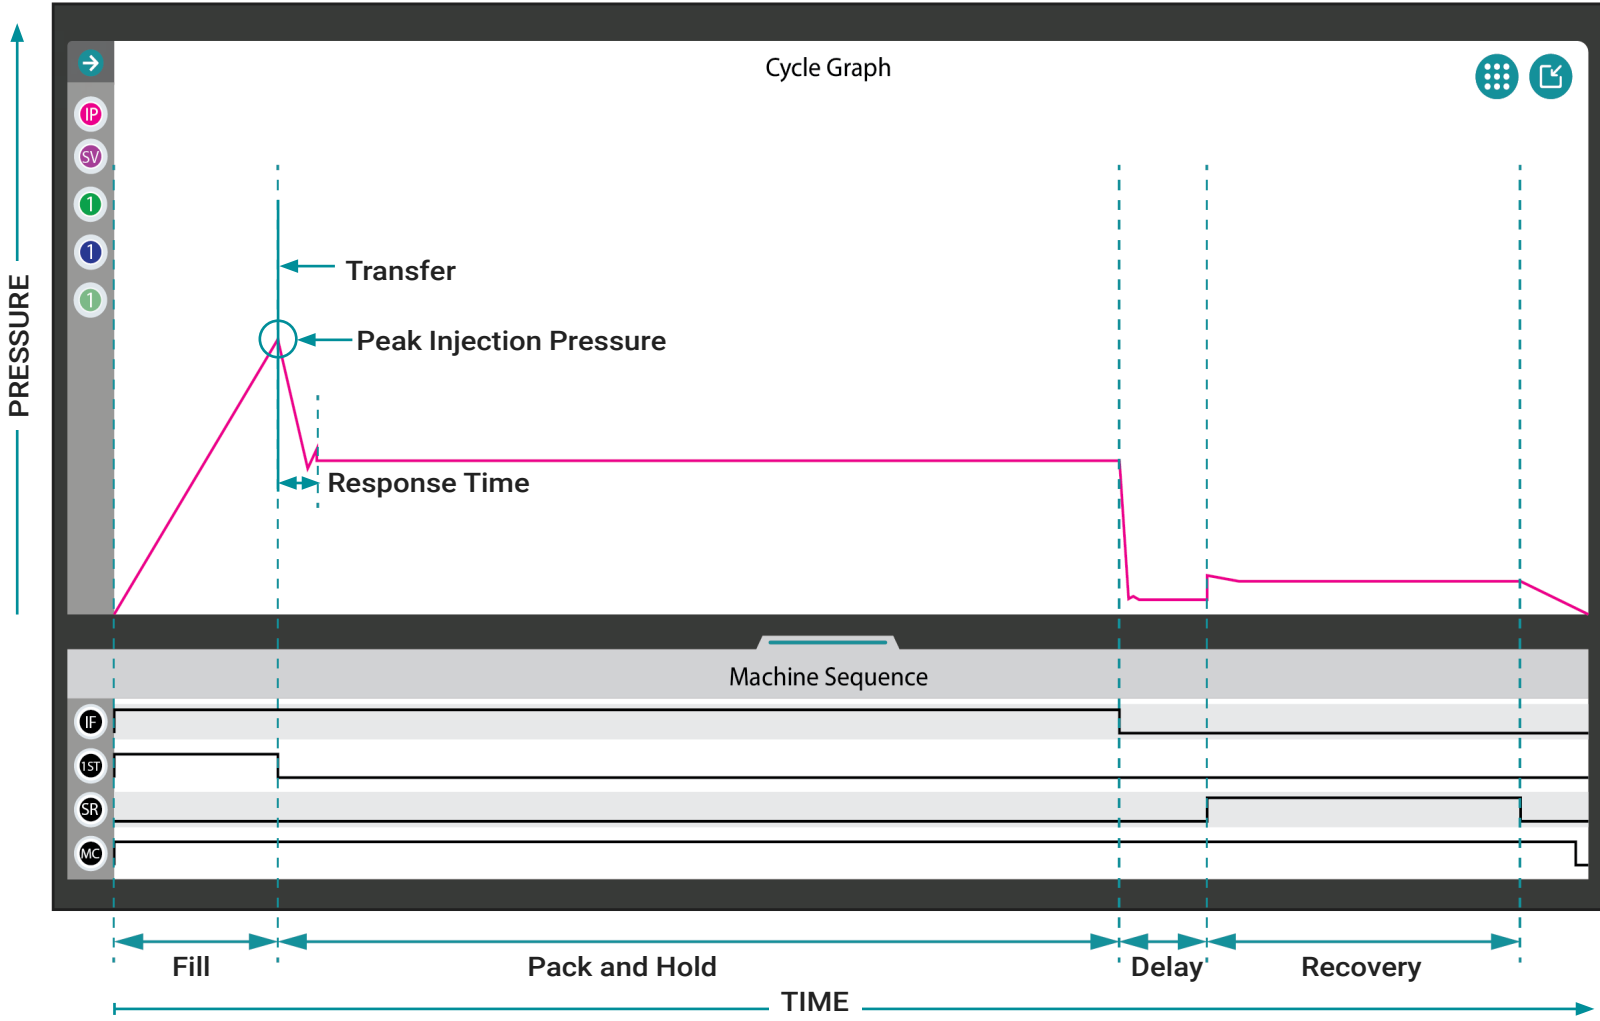 Cycle Graph
IP
SV
1
1
1
Transfer
Peak Injection Pressure
Response Time
PRESSURE
Machine Sequence
IF
1ST
SR
MC
Fill
Pack and Hold
Delay
Recovery
TIME